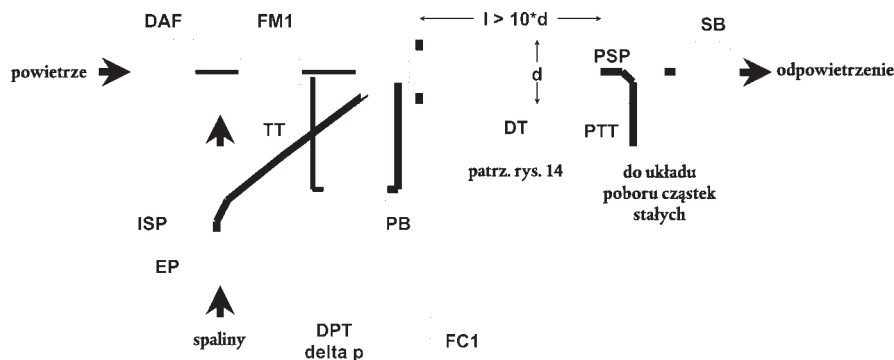 DAF FM1 l > 10*d SB
powietrze d PSP odpowietrzenie
TT DT PTT
patrz. rys. 14 do układu
poboru cząstek
stałych
ISP PB
EP
spaliny DPT FC1
delta p